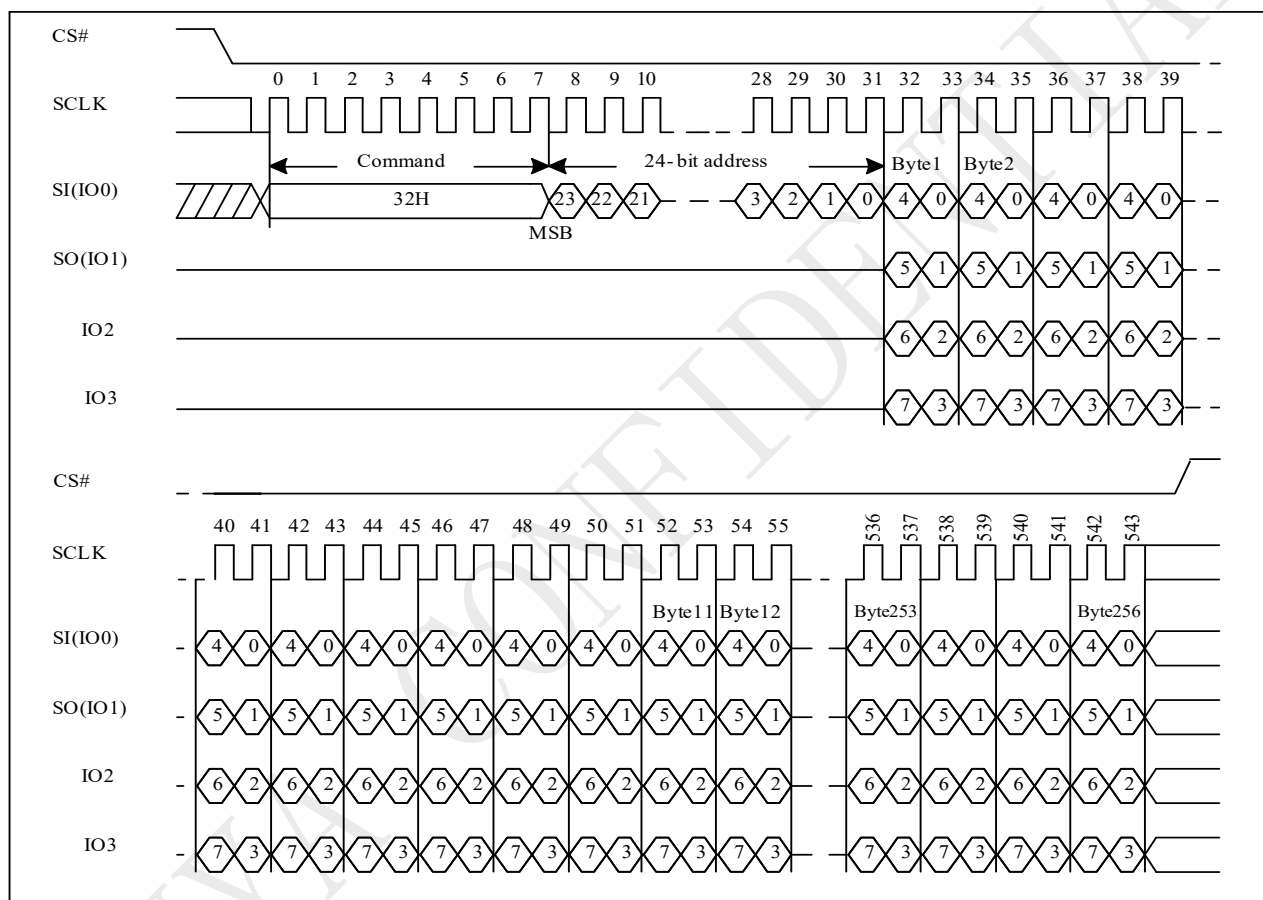 CS#
0 1 2 3 4 5 6 7 8 9 10 28 29 30 31 32 33 34 35 36 37 38 39
SCLK
Command 24-bit address Byte1 Byte2
SI(IO0) 32H 23 22 21 3 2 1 0 4 0 4 0 4 0 4 0
MSB
SO(IO1) 5 1 5 1 5 1 5 1
IO2 6 2 6 2 6 2 6 2
IO3 7 3 7 3 7 3 7 3
CS#
40 41 42 43 44 45 46 47 48 49 50 51 52 53 54 55 536 537 538 539 540 541 542 543
SCLK
Byte11 Byte12 Byte253 Byte256
SI(IO0) 4 0 4 0 4 0 4 0 4 0 4 0 4 0 4 0 4 0 4 0 4 0 4 0
SO(IO1) 5 1 5 1 5 1 5 1 5 1 5 1 5 1 5 1 5 1 5 1 5 1 5 1
IO2 6 2 6 2 6 2 6 2 6 2 6 2 6 2 6 2 6 2 6 2 6 2 6 2
IO3 7 3 7 3 7 3 7 3 7 3 7 3 7 3 7 3 7 3 7 3 7 3 7 3